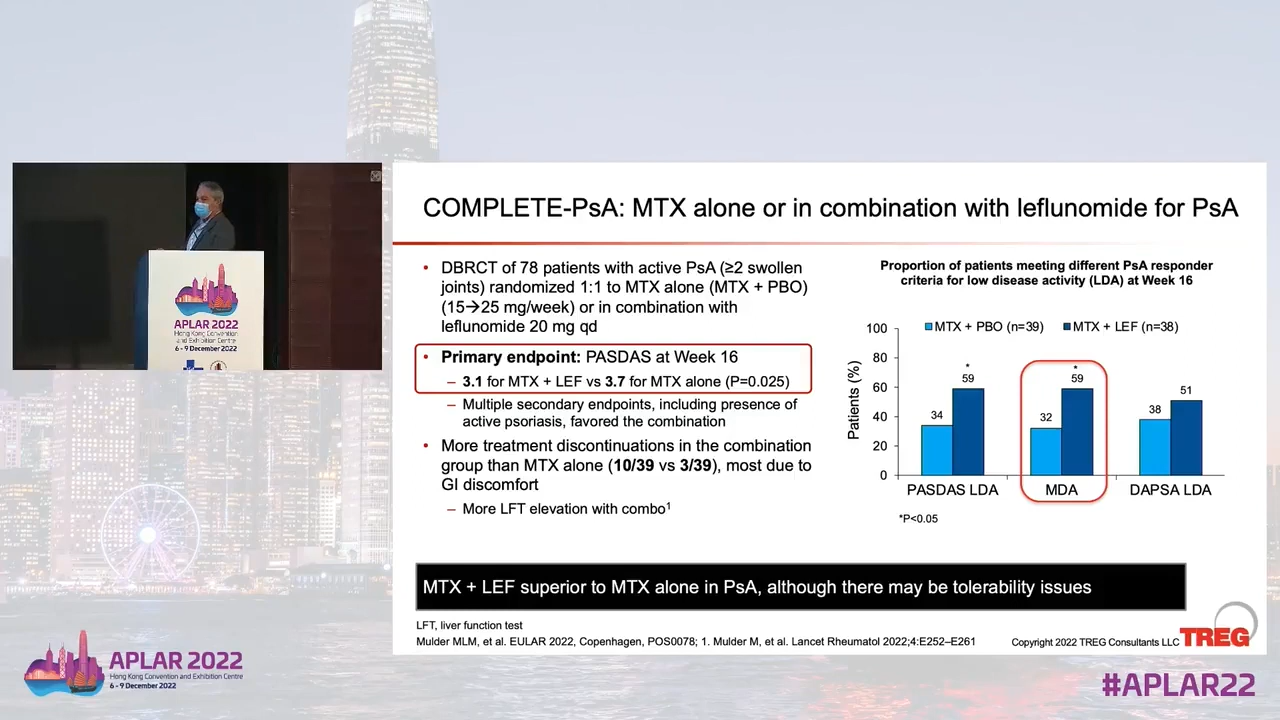 COMPLETE-PsA: MTX alone or in combination with leflunomide for PsA
• DBRCT of 78 patients with active PsA (≥2 swollen
joints) randomized 1:1 to MTX alone (MTX + PBO)
(15→25 mg/week) or in combination with
leflunomide 20 mg qd
• Primary endpoint: PASDAS at Week 16
– 3.1 for MTX + LEF vs 3.7 for MTX alone (P=0.025)
– Multiple secondary endpoints, including presence of
active psoriasis, favored the combination
• More treatment discontinuations in the combination
group than MTX alone (10/39 vs 3/39), most due to
GI discomfort
– More LFT elevation with combo¹
Proportion of patients meeting different PsA responder
criteria for low disease activity (LDA) at Week 16
MTX + PBO (n=39) MTX + LEF (n=38)
Patients (%)
100
80
60
40
20
0
34
*
59
32
*
59
38
51
PASDAS LDA
MDA
DAPSA LDA
*P<0.05
MTX + LEF superior to MTX alone in PsA, although there may be tolerability issues
LFT, liver function test
Mulder MLM, et al. EULAR 2022, Copenhagen, POS0078; 1. Mulder M, et al. Lancet Rheumatol 2022;4:E252–E261
Copyright 2022 TREG Consultants LLC
TREG
APLAR 2022
Hong Kong Convention
and Exhibition Centre
6 - 9 December 2022
APLAR 2022
Hong Kong Convention and Exhibition Centre
6 - 9 December 2022
#APLAR22